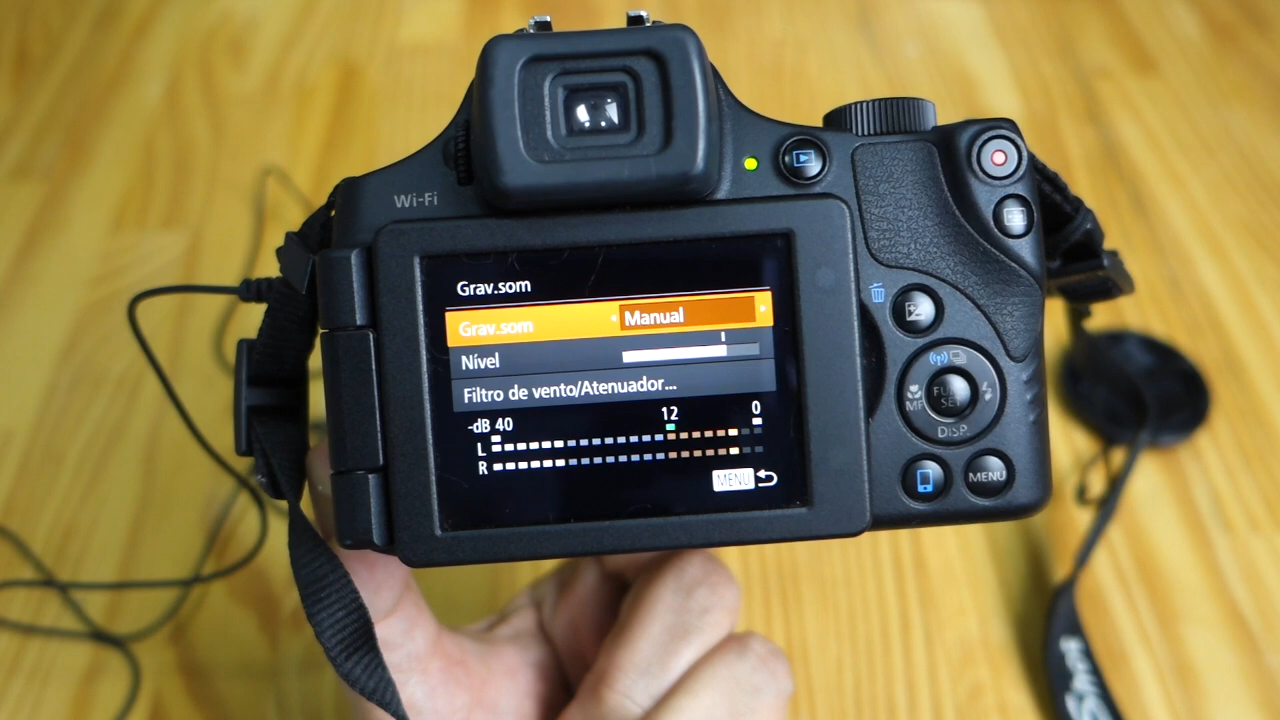 Wi-Fi
Grav.som
Grav.som Manual
Nível
Filtro de vento/Atenuador...
-dB 40 12 0
L
R
MENU
MF
FUNC SET
DISP.
MENU